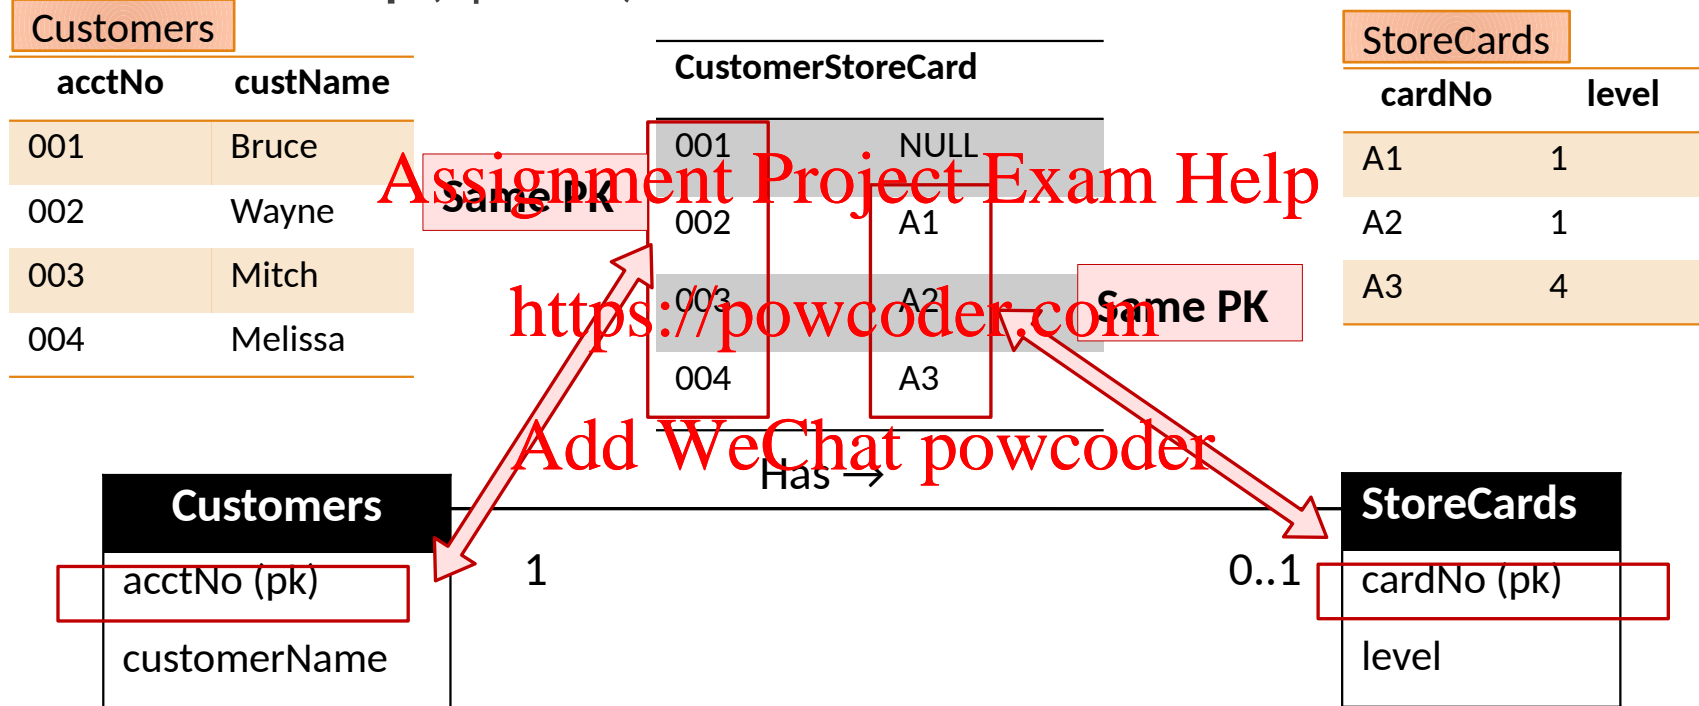 Customers
acctNo custName
001 Bruce
002 Wayne
003 Mitch
004 Melissa
CustomerStoreCard
001 NULL
002 A1
003 A2
004 A3
StoreCards
cardNo level
A1 1
A2 1
A3 4
Same PK
Same PK
Assignment Project Exam Help
https://powcoder.com
Add WeChat powcoder
Has →
Customers
acctNo (pk)
customerName
1
0..1
StoreCards
cardNo (pk)
level